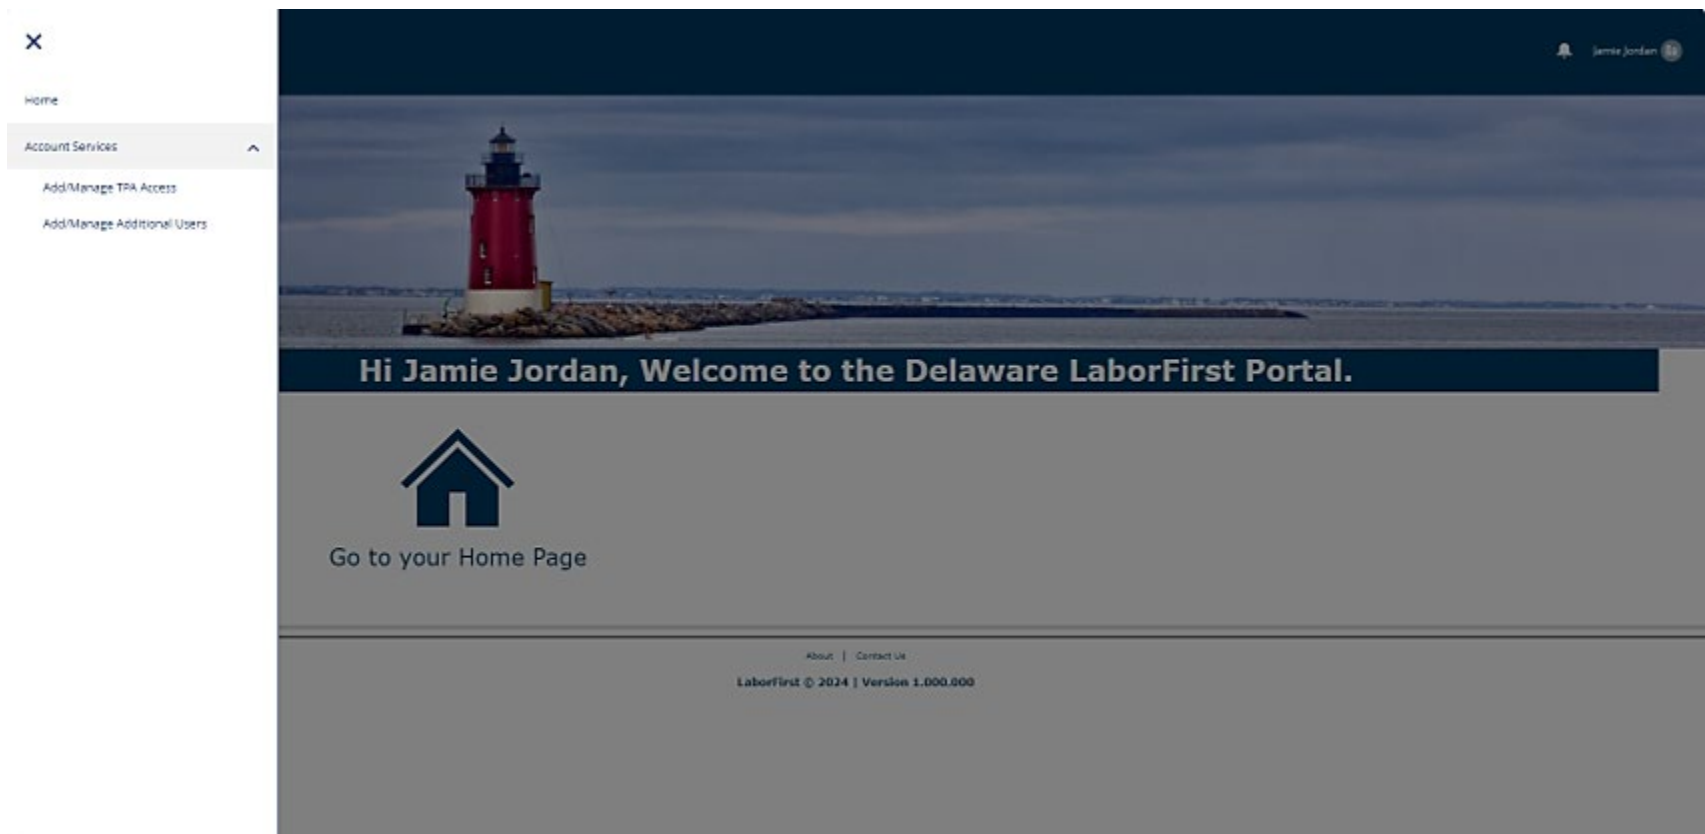 Home
Account Services
Add/Manage TPA Access
Add/Manage Additional Users
Jamie Jordan
Hi Jamie Jordan, Welcome to the Delaware LaborFirst Portal.
Go to your Home Page
About | Contact Us
LaborFirst © 2024 | Version 1.000.000